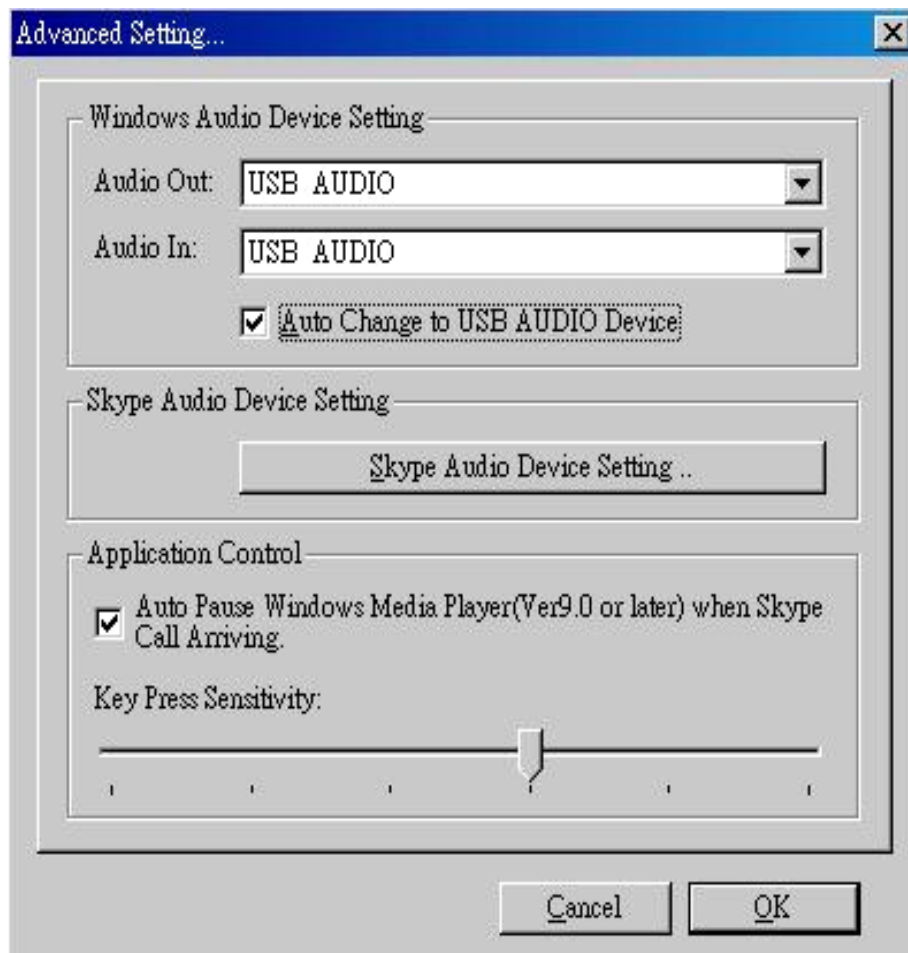 Advanced Setting...
Windows Audio Device Setting
Audio Out: USB AUDIO
Audio In: USB AUDIO
Auto Change to USB AUDIO Device
Skype Audio Device Setting
Skype Audio Device Setting ..
Application Control
Auto Pause Windows Media Player(Ver9.0 or later) when Skype
Call Arriving.
Key Press Sensitivity:
Cancel OK